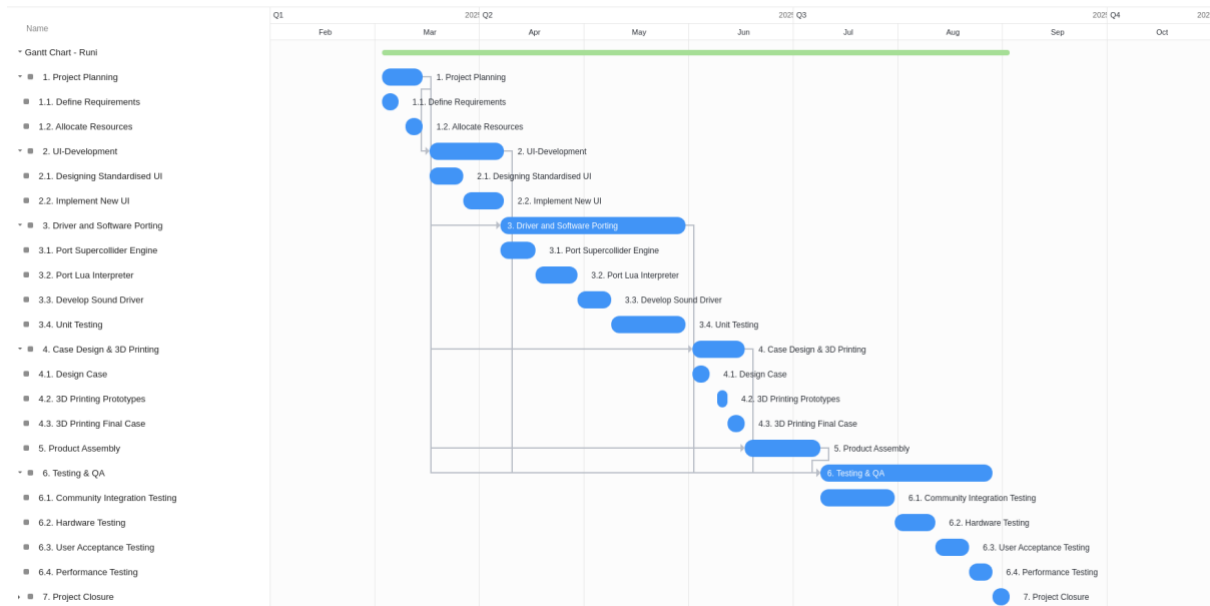 Q1 2025 Q2 2025 Q3 2025 Q4 202
Name
Feb Mar Apr May Jun Jul Aug Sep Oct
Gantt Chart - Runi
1. Project Planning 1. Project Planning
1.1. Define Requirements 1.1. Define Requirements
1.2. Allocate Resources 1.2. Allocate Resources
2. UI-Development 2. UI-Development
2.1. Designing Standardised UI 2.1. Designing Standardised UI
2.2. Implement New UI 2.2. Implement New UI
3. Driver and Software Porting 3. Driver and Software Porting
3.1. Port Supercollider Engine 3.1. Port Supercollider Engine
3.2. Port Lua Interpreter 3.2. Port Lua Interpreter
3.3. Develop Sound Driver 3.3. Develop Sound Driver
3.4. Unit Testing 3.4. Unit Testing
4. Case Design & 3D Printing 4. Case Design & 3D Printing
4.1. Design Case 4.1. Design Case
4.2. 3D Printing Prototypes 4.2. 3D Printing Prototypes
4.3. 3D Printing Final Case 4.3. 3D Printing Final Case
5. Product Assembly 5. Product Assembly
6. Testing & QA 6. Testing & QA
6.1. Community Integration Testing 6.1. Community Integration Testing
6.2. Hardware Testing 6.2. Hardware Testing
6.3. User Acceptance Testing 6.3. User Acceptance Testing
6.4. Performance Testing 6.4. Performance Testing
7. Project Closure 7. Project Closure